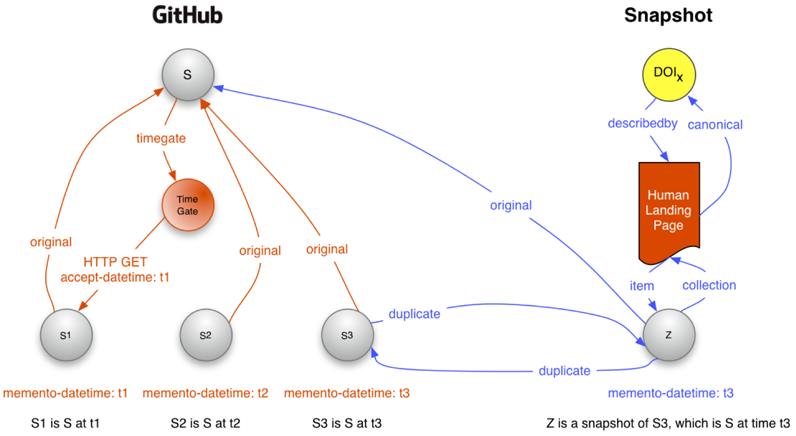 GitHub
Snapshot
S
DOIX
timegate
describedby
canonical
Time
Gate
Human
Landing
Page
original
original
HTTP GET
accept-datetime: t1
original
original
item
collection
duplicate
S1
S2
S3
Z
duplicate
memento-datetime: t1
memento-datetime: t2
memento-datetime: t3
memento-datetime: t3
S1 is S at t1
S2 is S at t2
S3 is S at t3
Z is a snapshot of S3, which is S at time t3